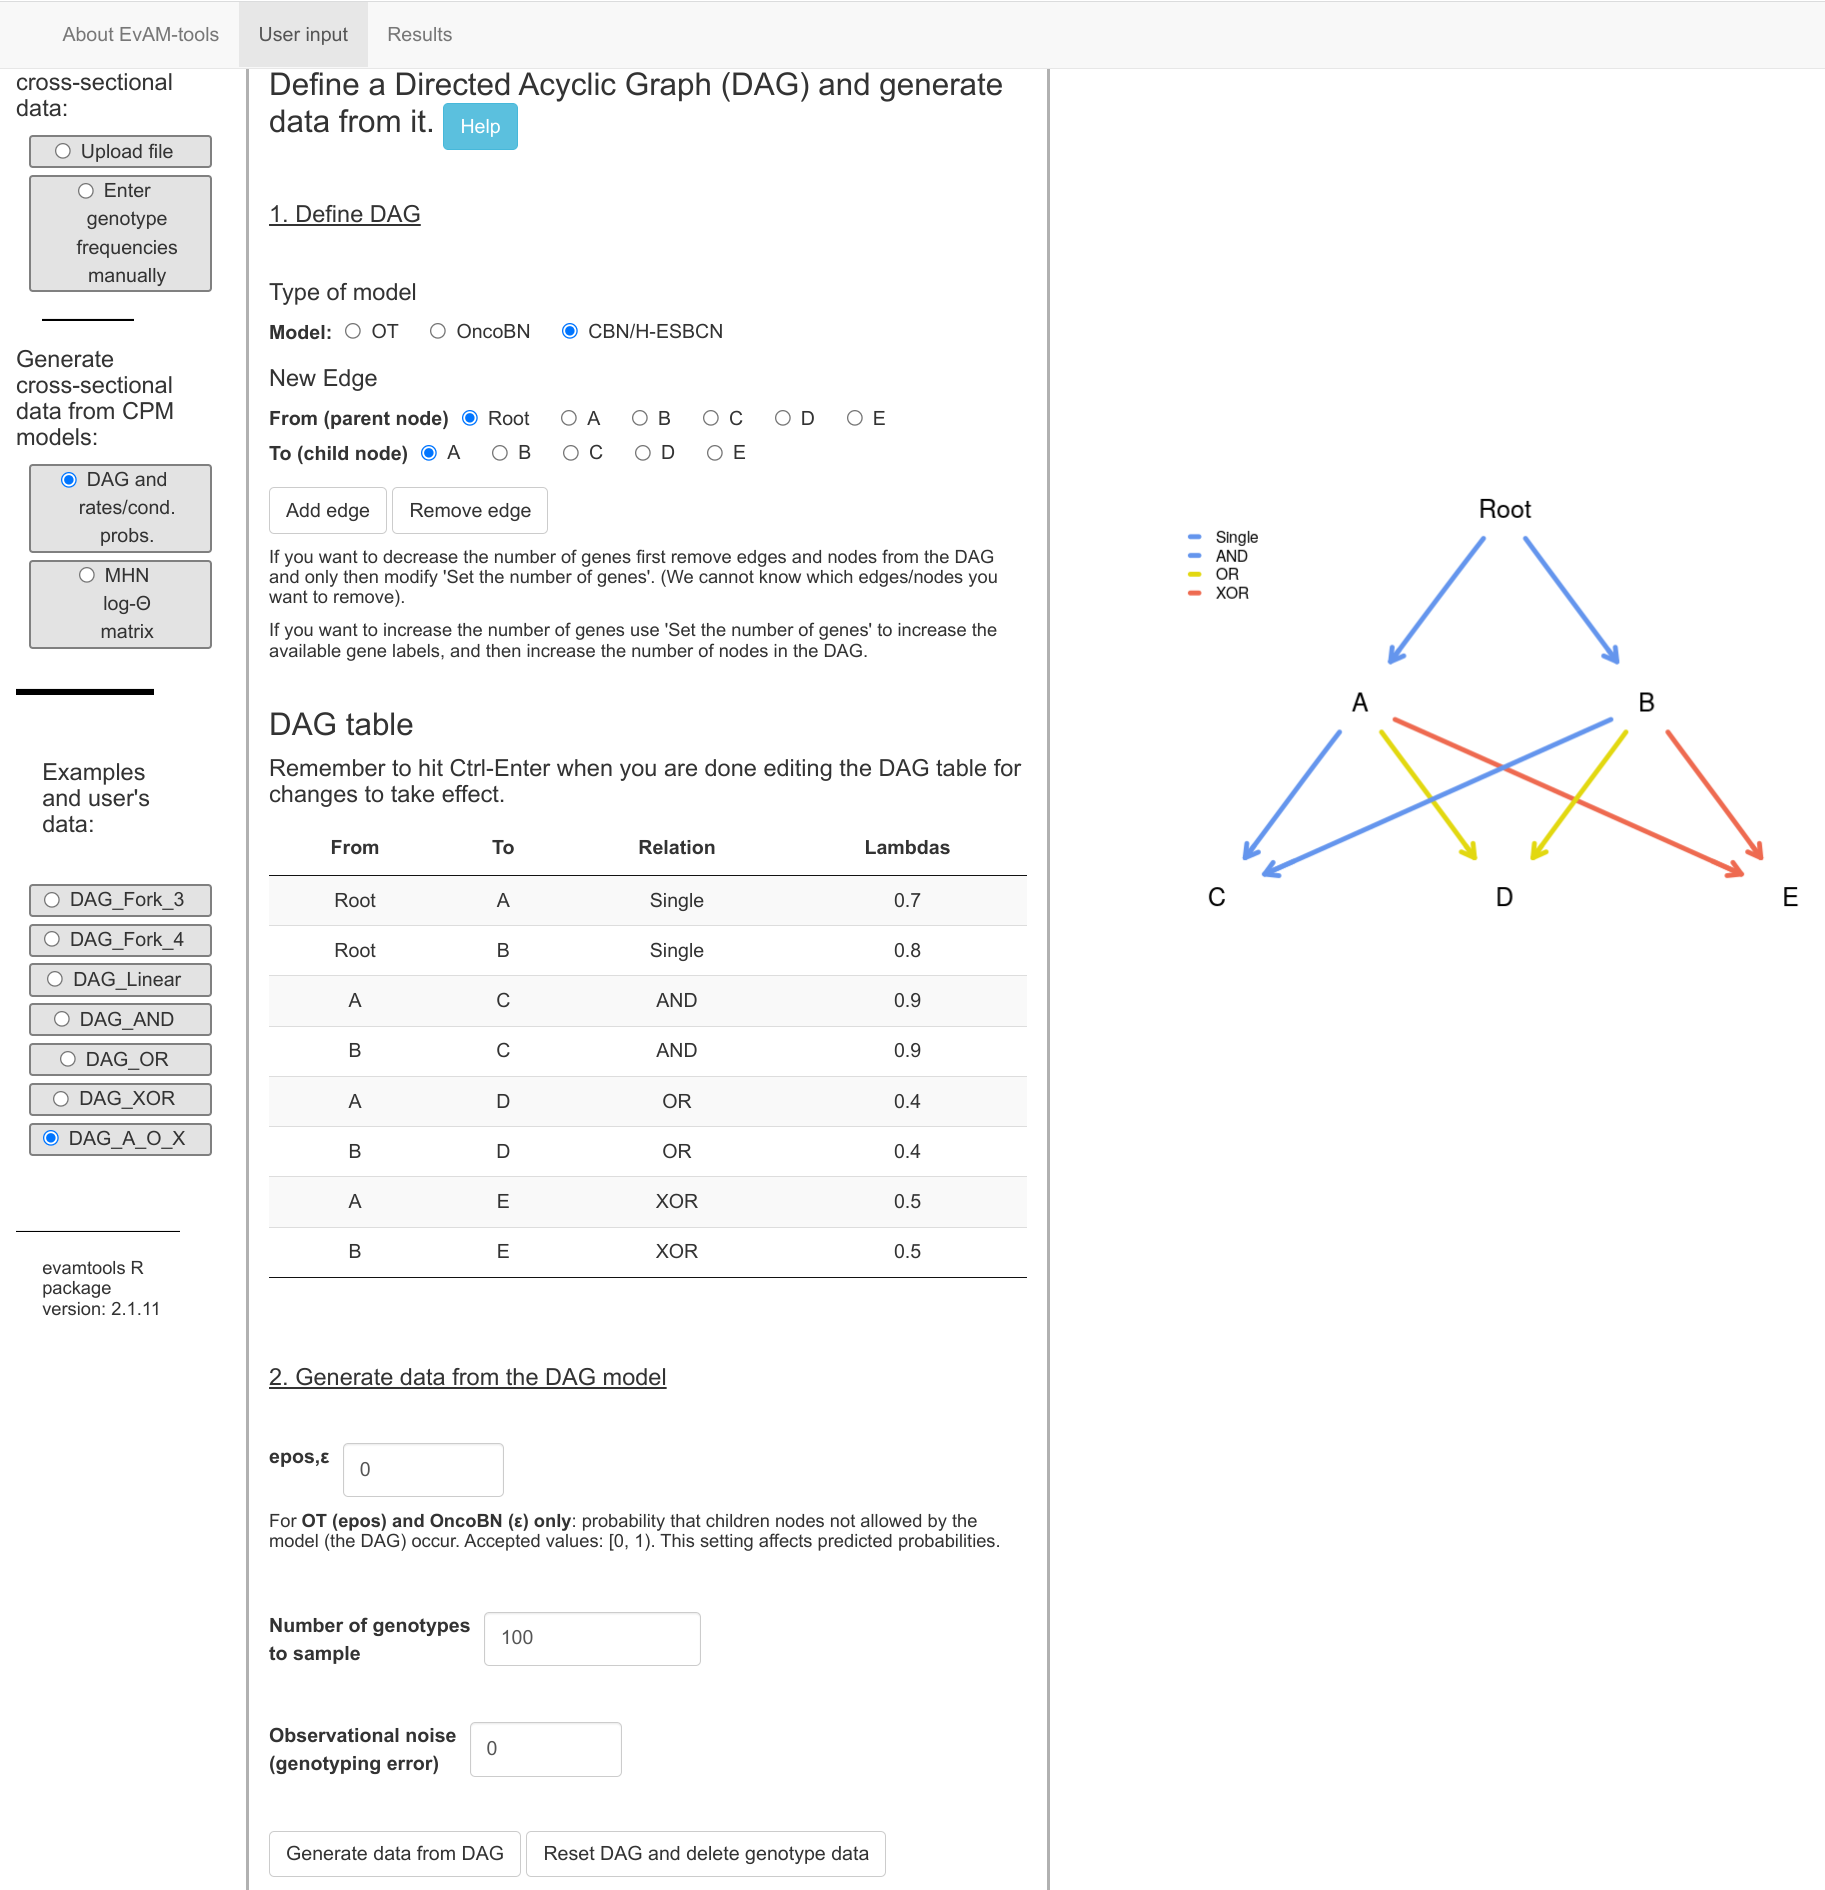 About EvAM-tools
User input
Results
cross-sectional
data:
Upload file
Enter
genotype
frequencies
manually
Generate
cross-sectional
data from CPM
models:
DAG and
rates/cond.
probs.
MHN
log-Θ
matrix
Examples
and user's
data:
DAG_Fork_3
DAG_Fork_4
DAG_Linear
DAG_AND
DAG_OR
DAG_XOR
DAG_A_O_X
evamtools R
package
version: 2.1.11
Define a Directed Acyclic Graph (DAG) and generate
data from it. Help
1. Define DAG
Type of model
Model: OT OncoBN CBN/H-ESBCN
New Edge
From (parent node) Root A B C D E
To (child node) A B C D E
Add edge Remove edge
If you want to decrease the number of genes first remove edges and nodes from the DAG
and only then modify 'Set the number of genes'. (We cannot know which edges/nodes you
want to remove).
If you want to increase the number of genes use 'Set the number of genes' to increase the
available gene labels, and then increase the number of nodes in the DAG.
DAG table
Remember to hit Ctrl-Enter when you are done editing the DAG table for
changes to take effect.
From To Relation Lambdas
Root A Single 0.7
Root B Single 0.8
A C AND 0.9
B C AND 0.9
A D OR 0.4
B D OR 0.4
A E XOR 0.5
B E XOR 0.5
2. Generate data from the DAG model
epos,ε 0
For OT (epos) and OncoBN (ε) only: probability that children nodes not allowed by the
model (the DAG) occur. Accepted values: [0, 1). This setting affects predicted probabilities.
Number of genotypes
to sample
100
Observational noise
(genotyping error)
0
Generate data from DAG Reset DAG and delete genotype data
Root
Single
AND
OR
XOR
A B
C D E